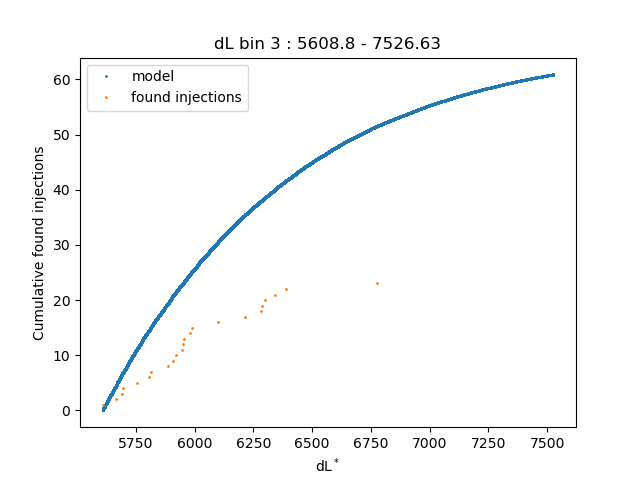 dL bin 3 : 5608.8 - 7526.63
model
found injections
Cumulative found injections
60
50
40
30
20
10
0
5750 6000 6250 6500 6750 7000 7250 7500
dL*